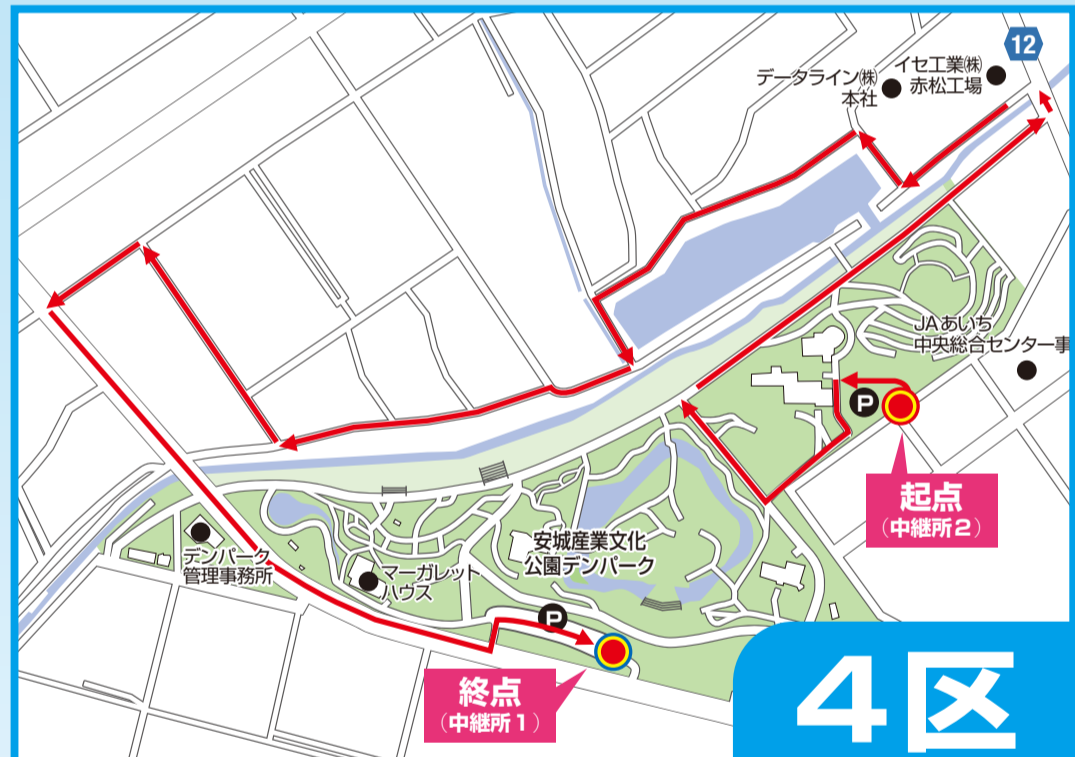 12
イセ工業㈱
赤松工場
データライン㈱
本社
JAあいち
中央総合センター事
P
起点
(中継所2)
安城産業文化
公園デンパーク
デンパーク
管理事務所
マーガレット
ハウス
P
終点
(中継所1)
4区